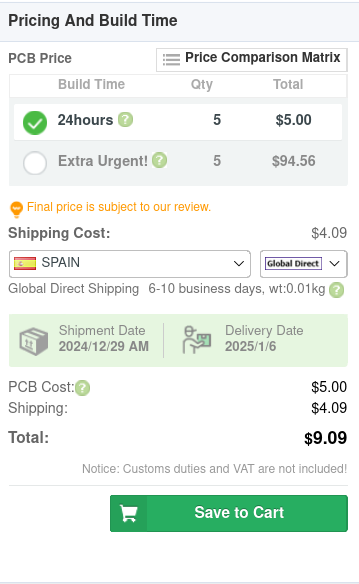 Pricing And Build Time
PCB Price
Price Comparison Matrix
Build Time Qty Total
24hours ? 5 $5.00
Extra Urgent! ? 5 $94.56
Final price is subject to our review.
Shipping Cost: $4.09
SPAIN Global Direct
Global Direct Shipping 6-10 business days, wt:0.01kg ?
Shipment Date
2024/12/29 AM
Delivery Date
2025/1/6
PCB Cost:? $5.00
Shipping: $4.09
Total: $9.09
Notice: Customs duties and VAT are not included!
Save to Cart